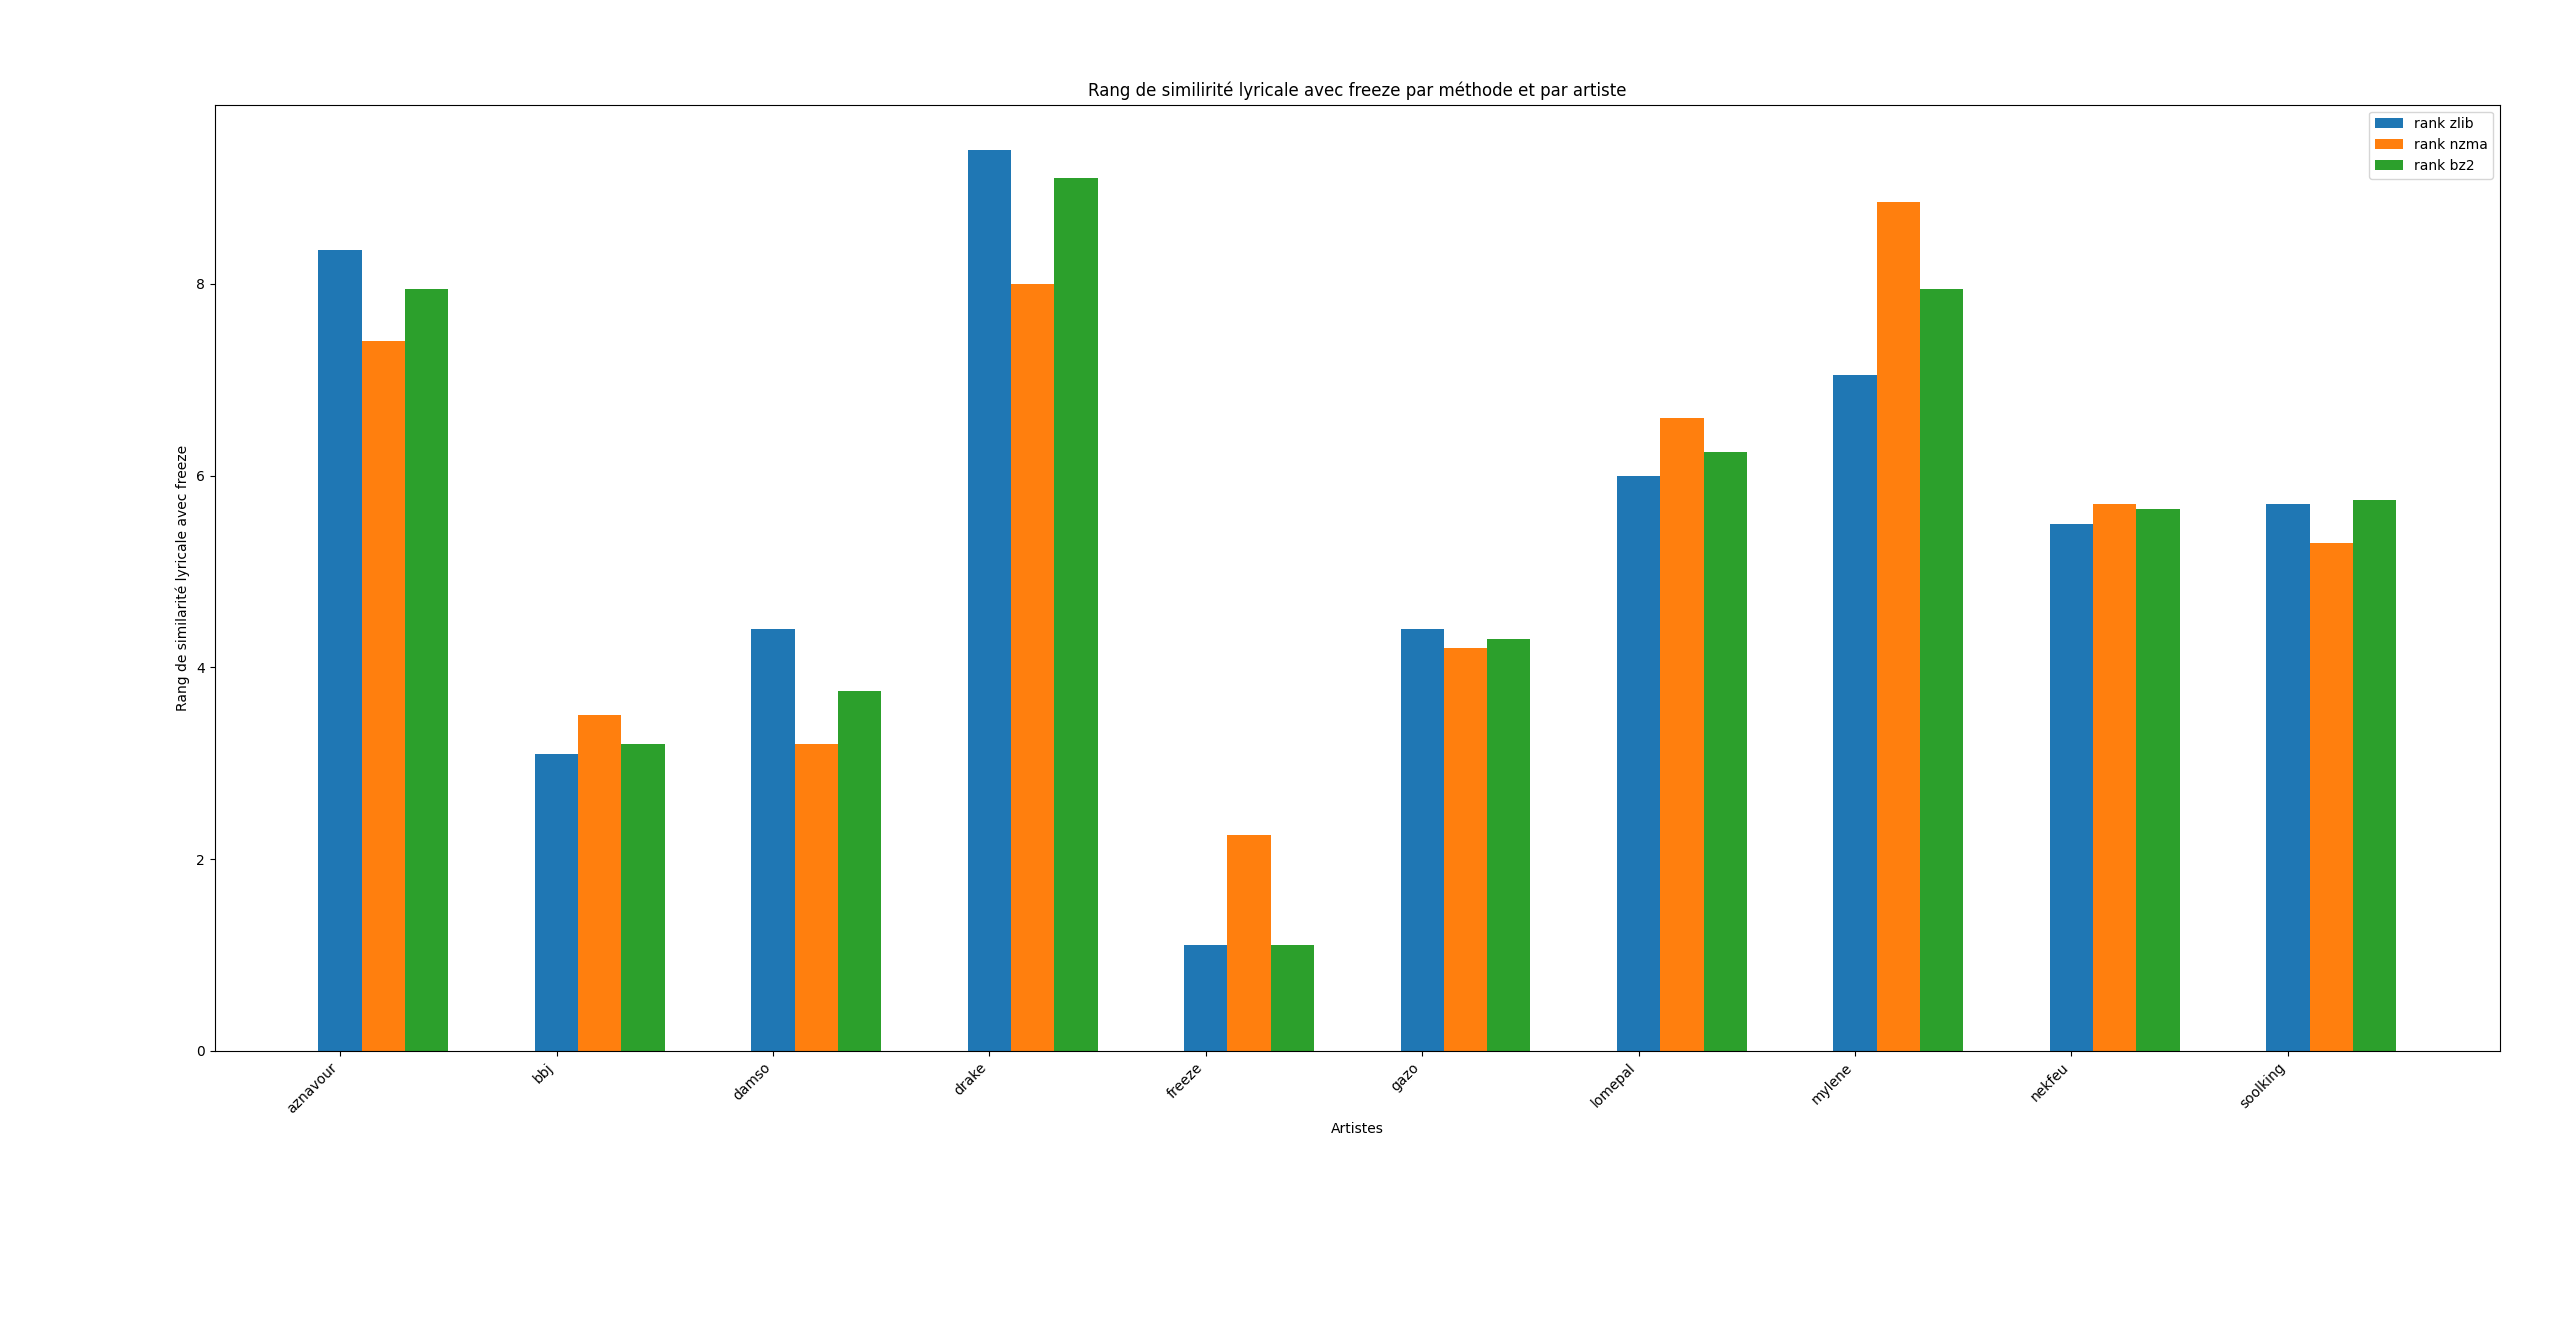 Rang de similirité lyricale avec freeze par méthode et par artiste
rank zlib
rank nzma
rank bz2
Rang de similarité lyricale avec freeze
8
6
4
2
0
aznavour
bbj
damso
drake
freeze
gazo
lomepal
mylene
nekfeu
soolking
Artistes